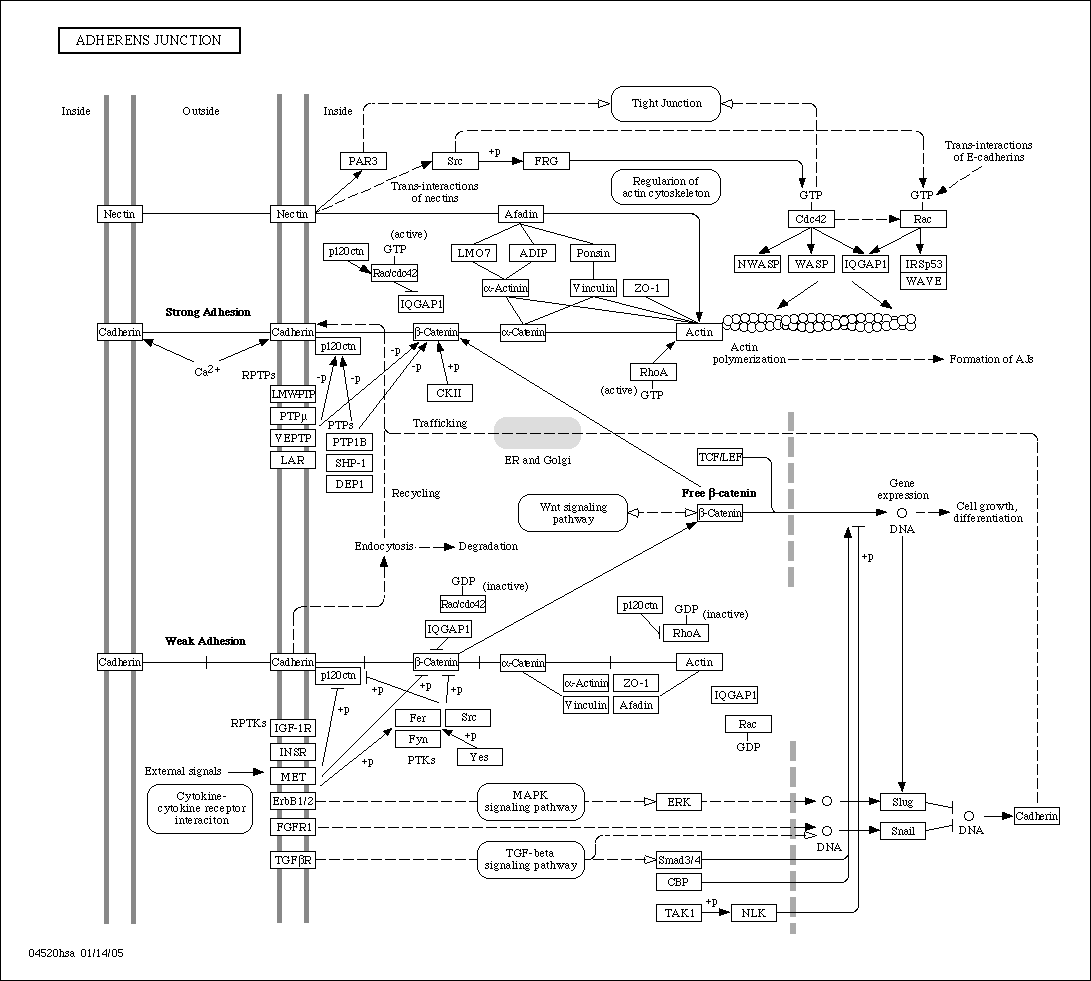 ADHERENS JUNCTION
Inside
Outside
Inside
Tight Junction
PAR3
Src
+p
FRG
Trans-interactions
of E-cadherins
Trans-interactions
of nectins
Regularion of
actin cytoskeleton
GTP
GTP
Nectin
Nectin
Afadin
Cdc42
Rac
(active)
p120ctn
GTP
Rac/cdc42
IQGAP1
LMO7
ADIP
Ponsin
NWASP
WASP
IQGAP1
IRSp53
WAVE
α-Actinin
Vinculin
ZO-1
Strong Adhesion
Cadherin
Cadherin
β-Catenin
α-Catenin
Actin
p120ctn
-p
-p
Actin
polymerization
Formation of AJs
Ca2+
RPTPs
-p
-p
+p
CKII
RhoA
(active)
GTP
LMWPTP
PTPμ
VEPTP
LAR
PTPs
PTP1B
SHP-1
DEP1
Trafficking
ER and Golgi
TCF/LEF
Recycling
Free β-catenin
Wnt signaling
pathway
β-Catenin
Gene
expression
DNA
Cell growth,
differentiation
Endocytosis
Degradation
+p
GDP
(inactive)
Rac/cdc42
IQGAP1
p120ctn
GDP
(inactive)
RhoA
Weak Adhesion
Cadherin
Cadherin
β-Catenin
α-Catenin
Actin
p120ctn
+p
+p
+p
+p
α-Actinin
ZO-1
Vinculin
Afadin
IQGAP1
RPTKs
IGF-1R
INSR
MET
Fer
Src
Fyn
+p
Yes
PTKs
+p
Rac
GDP
External signals
Cytokine-
cytokine receptor
interaciton
ErbB1/2
FGFR1
TGFβR
MAPK
signaling pathway
ERK
Slug
Snail
DNA
DNA
Cadherin
TGF-beta
signaling pathway
Smad3/4
CBP
TAK1
+p
NLK
04520hsa 01/14/05